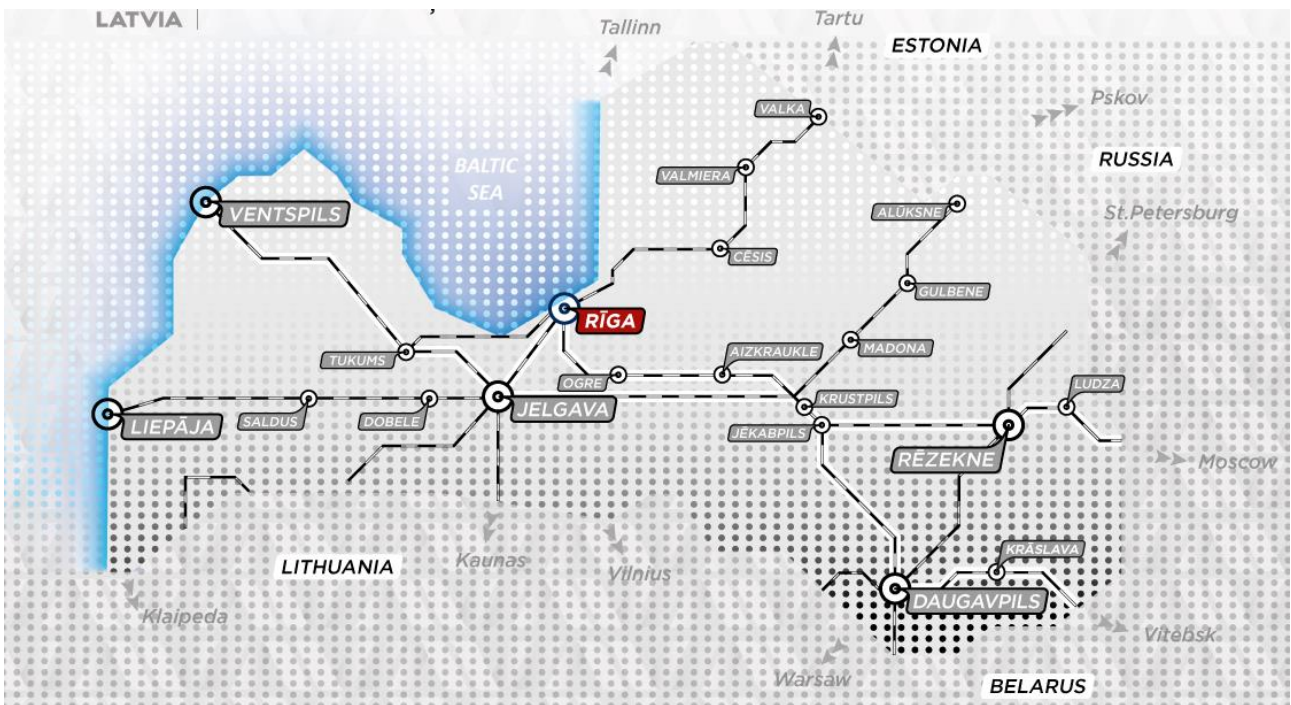 LATVIA
Tallinn
Tartu
ESTONIA
Pskov
VALKA
RUSSIA
BALTIC
SEA
VALMIERA
VENTSPILS
ALŪKSNE
St.Petersburg
CĒSIS
GULBENE
RĪGA
TUKUMS
AIZKRAUKLE
MADONA
OGRE
LUDZA
LIEPĀJA
SALDUS
DOBELE
JELGAVA
KRUSTPILS
JĒKABPILS
RĒZEKNE
Moscow
LITHUANIA
Kaunas
Vilnius
KRĀSLAVA
Klaipeda
DAUGAVPILS
Vitebsk
Warsaw
BELARUS